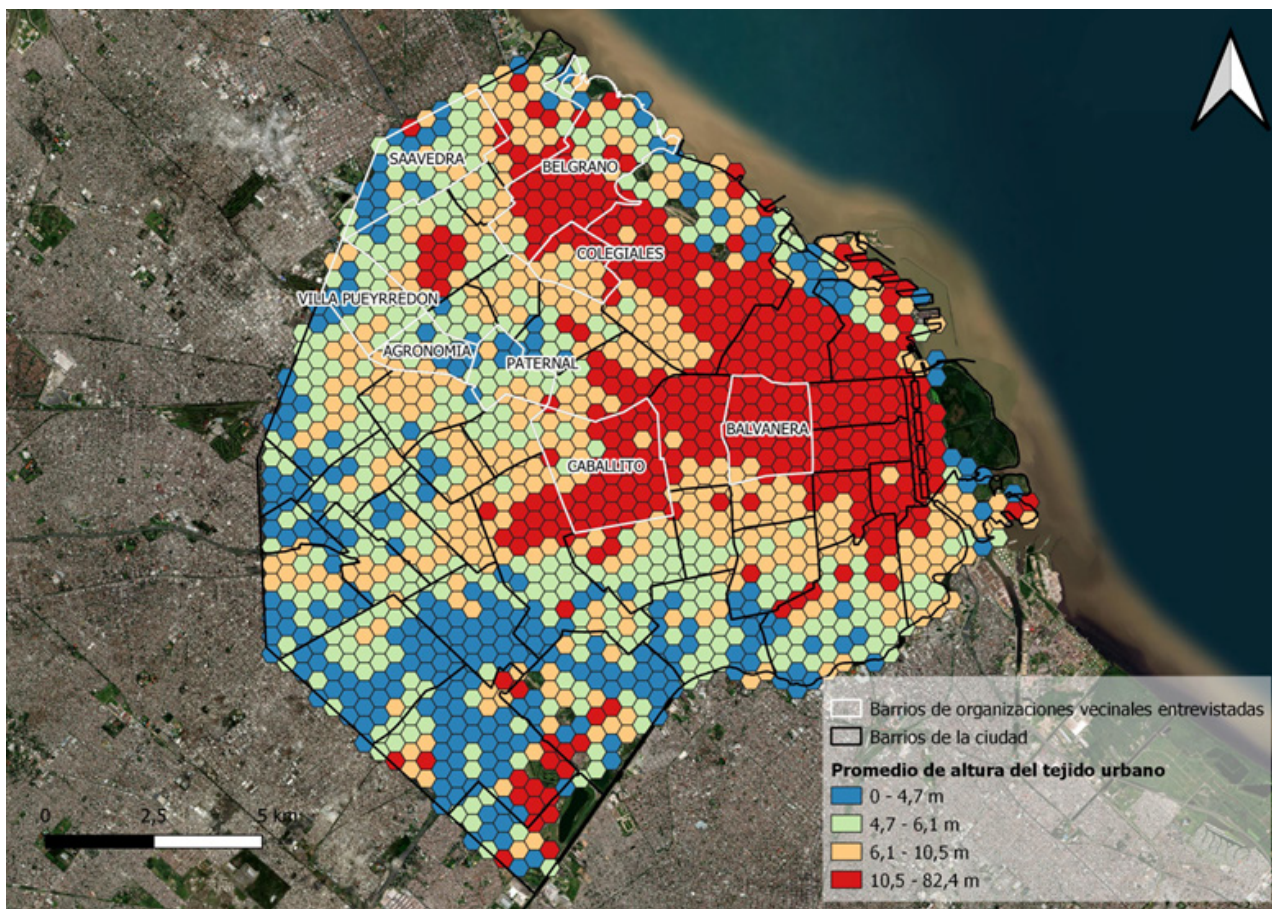 SAAVEDRA
BELGRANO
COLEGIALES
VILLA PUEYRREDON
AGRONOMIA
PATERNAL
BALVANERA
CABALLITO
0 2,5 5 km
Barrios de organizaciones vecinales entrevistadas
Barrios de la ciudad
Promedio de altura del tejido urbano
0 - 4,7 m
4,7 - 6,1 m
6,1 - 10,5 m
10,5 - 82,4 m